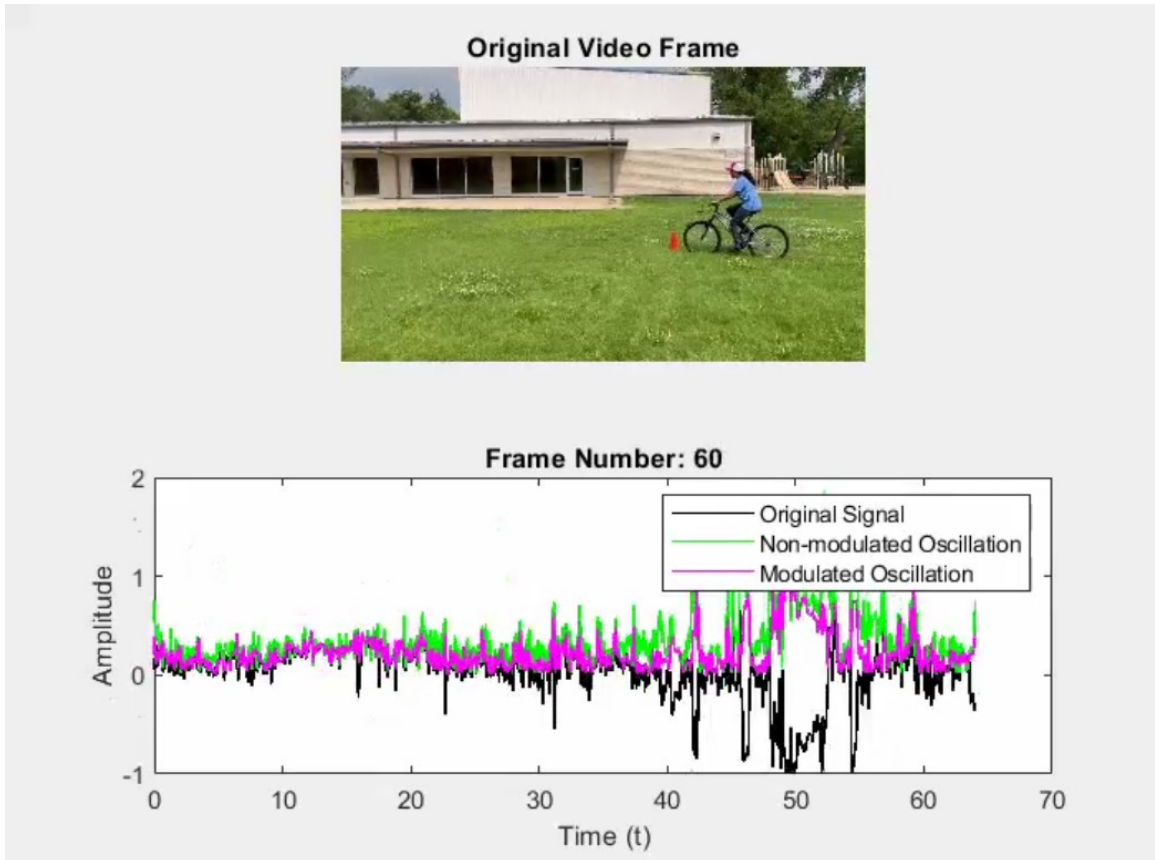 Original Video Frame
Frame Number: 60
2
1
0
-1
Amplitude
Original Signal
Non-modulated Oscillation
Modulated Oscillation
0 10 20 30 40 50 60 70
Time (t)